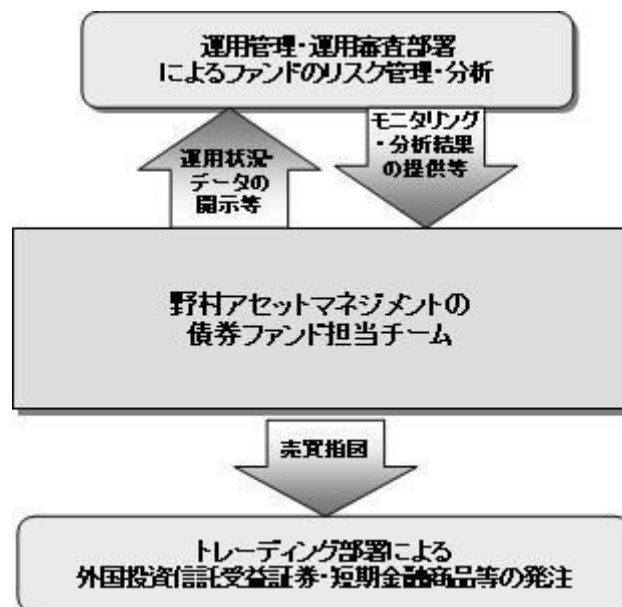 運用管理・運用審査部署
によるファンドのリスク管理・分析
運用状況・
データの
開示等
モニタリング
・分析結果
の提供等
野村アセットマネジメントの
債券ファンド担当チーム
売買指図
トレーディング部署による
外国投資信託受益証券・短期金融商品等の発注